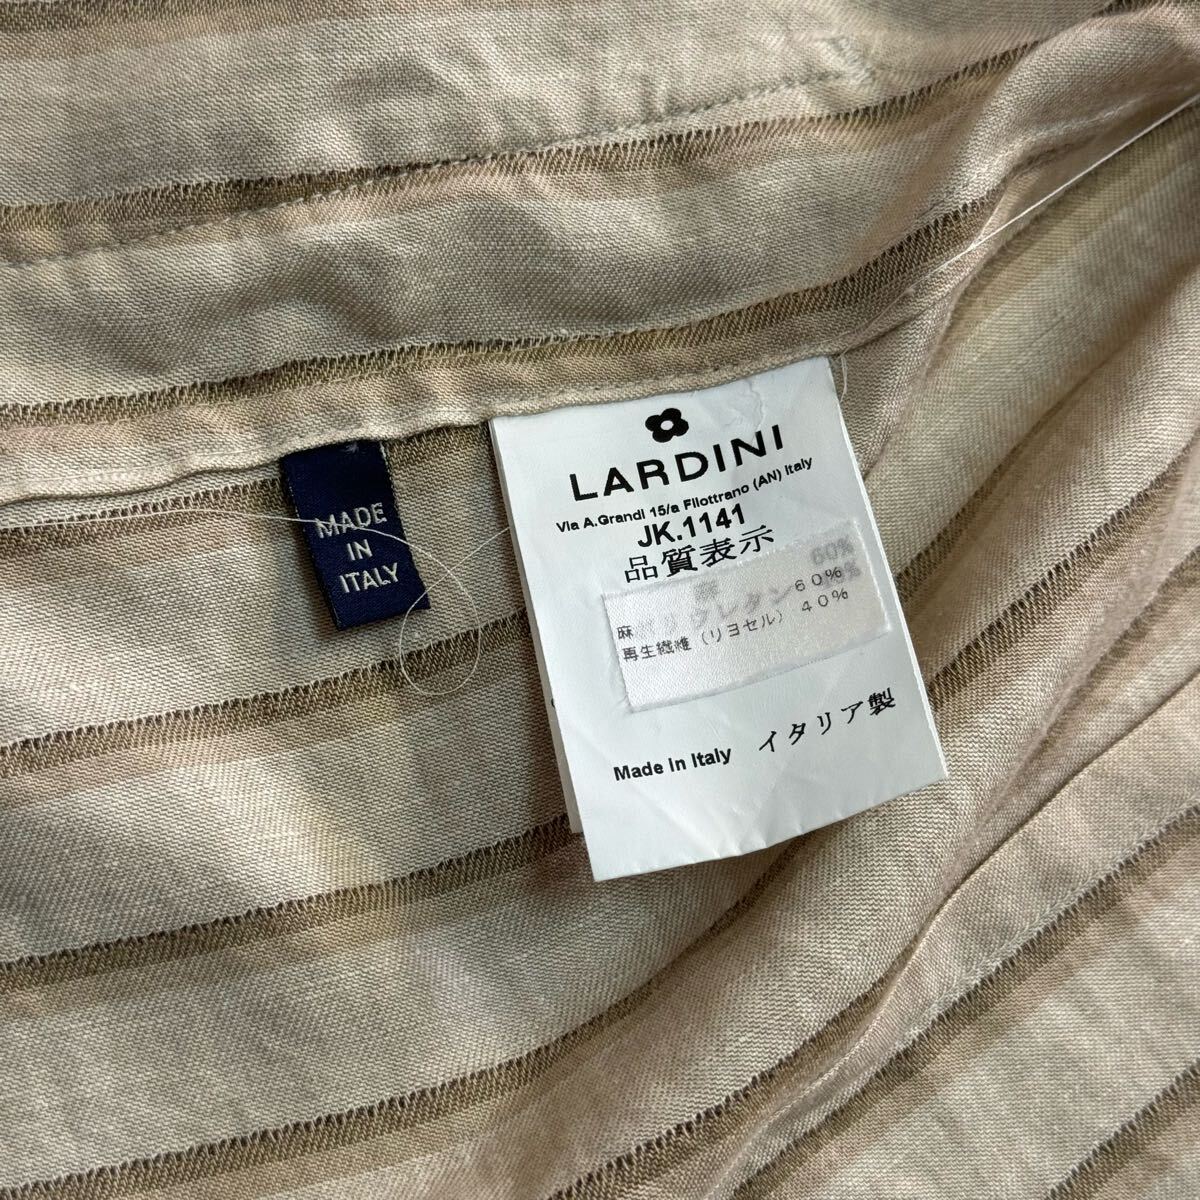 MADE
IN
ITALY
LARDINI
Via A.Grandi 15/a Filottrano (AN) Italy
JK.1141
品質表示
麻 60%
再生繊維（リヨセル） 40%
Made in Italy イタリア製